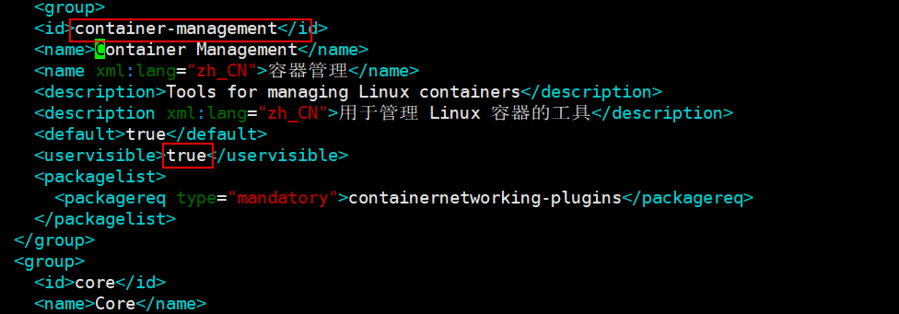 <group>
<id>container-management</id>
<name>Container Management</name>
<name xml:lang="zh_CN">容器管理</name>
<description>Tools for managing Linux containers</description>
<description xml:lang="zh_CN">用于管理 Linux 容器的工具</description>
<default>true</default>
<uservisible>true</uservisible>
<packagelist>
<packagereq type="mandatory">containernetworking-plugins</packagereq>
</packagelist>
</group>
<group>
<id>core</id>
<name>Core</name>